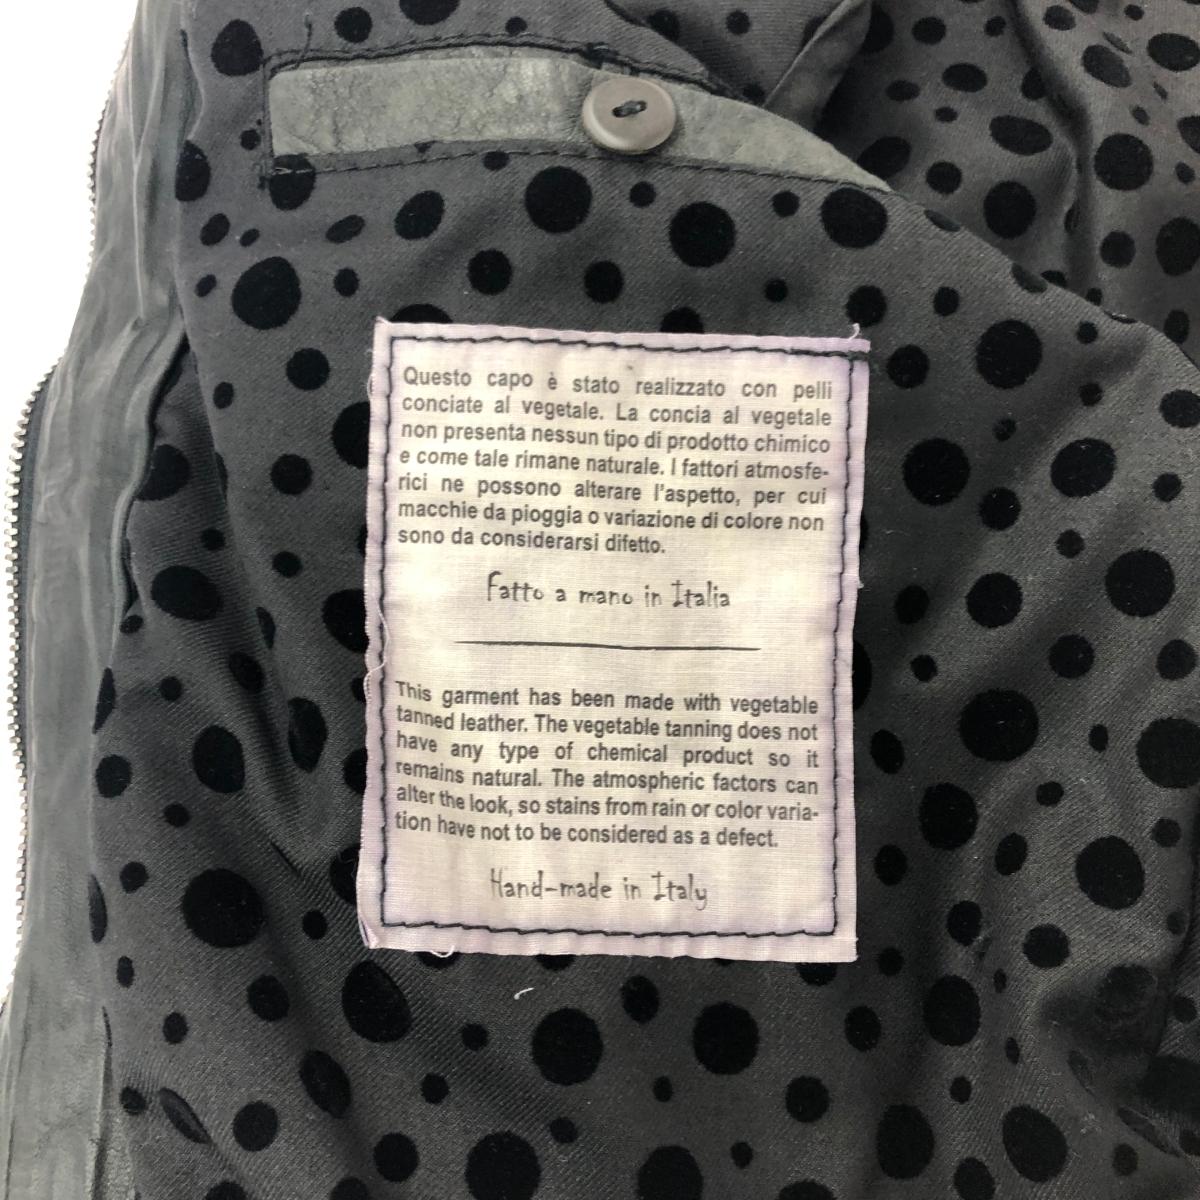 Questo capo è stato realizzato con pelli
conciate al vegetale. La concia al vegetale
non presenta nessun tipo di prodotto chimico
e come tale rimane naturale. I fattori atmosfe-
rici ne possono alterare l'aspetto, per cui
macchie da pioggia o variazione di colore non
sono da considerarsi difetto.
Fatto a mano in Italia
This garment has been made with vegetable
tanned leather. The vegetable tanning does not
have any type of chemical product so it
remains natural. The atmospheric factors can
alter the look, so stains from rain or color varia-
tion have not to be considered as a defect.
Hand-made in Italy